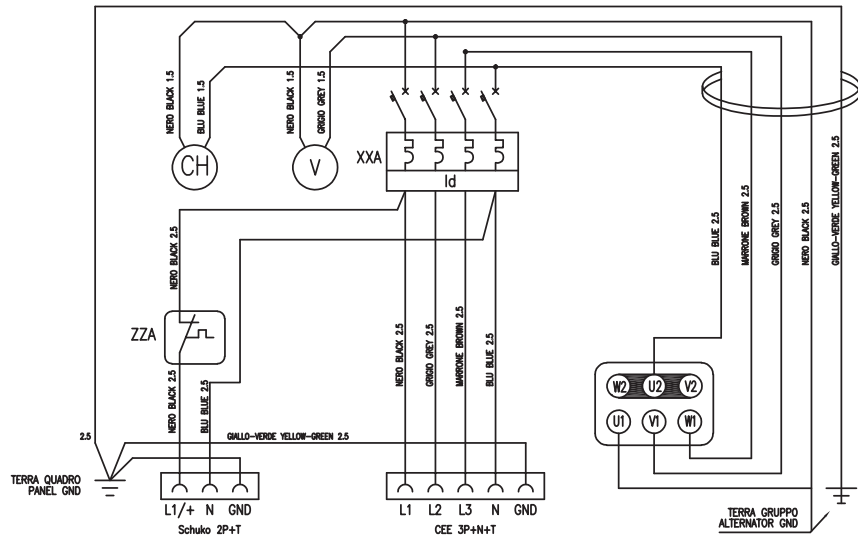 NERO BLACK 1.5
BLU BLUE 1.5
NERO BLACK 1.5
GRIGIO GREY 1.5
CH
V
XXA
Id
NERO BLACK 2.5
ZZA
NERO BLACK 2.5
BLU BLUE 2.5
NERO BLACK 2.5
GRIGIO GREY 2.5
MARRONE BROWN 2.5
BLU BLUE 2.5
BLU BLUE 2.5
MARRONE BROWN 2.5
GRIGIO GREY 2.5
NERO BLACK 2.5
GIALLO-VERDE YELLOW-GREEN 2.5
W2 U2 V2
U1 V1 W1
2.5
GIALLO-VERDE YELLOW-GREEN 2.5
TERRA QUADRO
PANEL GND
L1/+ N GND
Schuko 2P+T
L1 L2 L3 N GND
CEE 3P+N+T
TERRA GRUPPO
ALTERNATOR GND